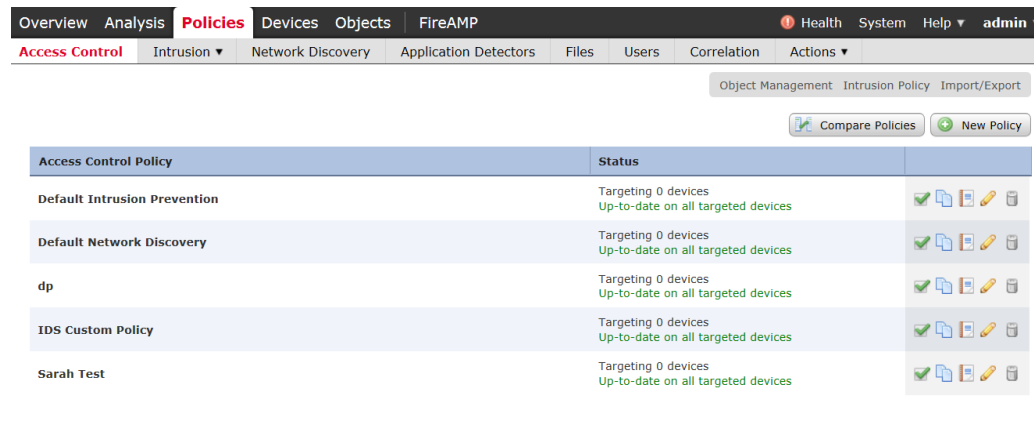 Overview Analysis Policies Devices Objects FireAMP Health System Help ▼ admin
Access Control Intrusion ▼ Network Discovery Application Detectors Files Users Correlation Actions ▼
Object Management Intrusion Policy Import/Export
Compare Policies New Policy
Access Control Policy Status
Default Intrusion Prevention Targeting 0 devices
Up-to-date on all targeted devices
Default Network Discovery Targeting 0 devices
Up-to-date on all targeted devices
dp Targeting 0 devices
Up-to-date on all targeted devices
IDS Custom Policy Targeting 0 devices
Up-to-date on all targeted devices
Sarah Test Targeting 0 devices
Up-to-date on all targeted devices